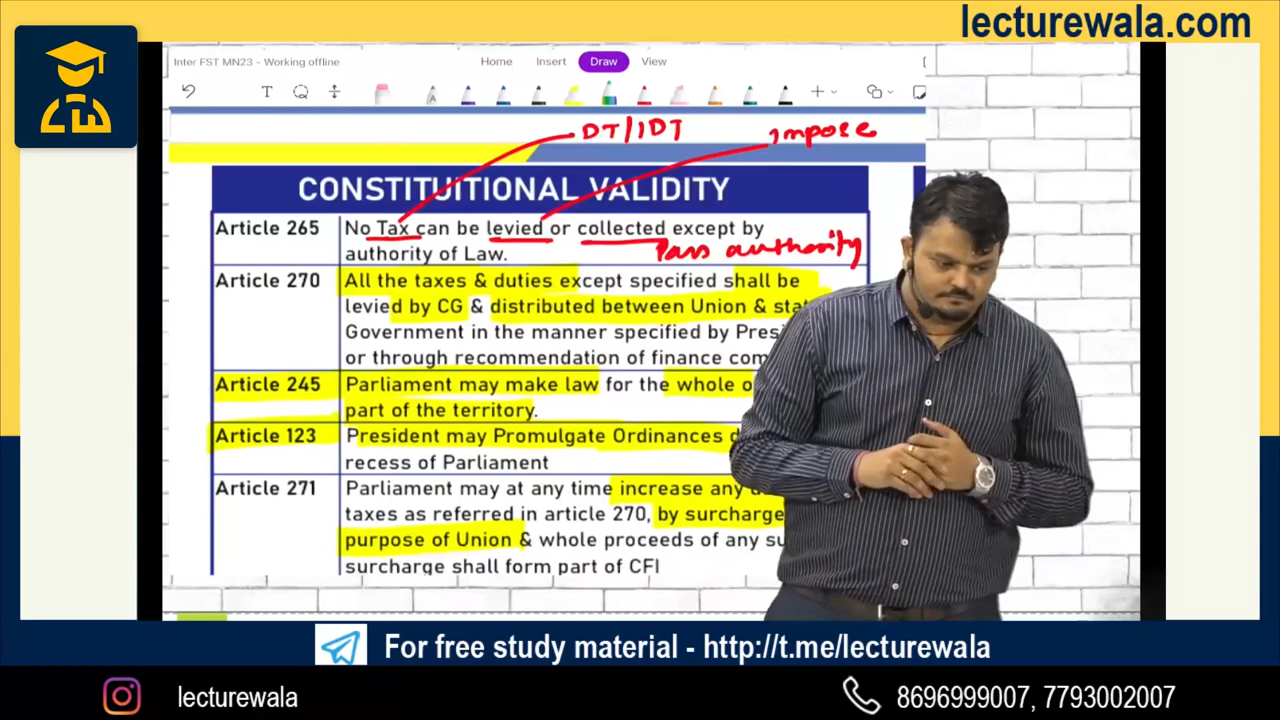 lecturewala.com
Inter FST MN23 - Working offline
Home Insert Draw View
DT/IDT
impose
CONSTITUITIONAL VALIDITY
Article 265 No Tax can be levied or collected except by
authority of Law.
Pass authority
Article 270 All the taxes & duties except specified shall be
levied by CG & distributed between Union & stat
Government in the manner specified by Presi
or through recommendation of finance com
Article 245 Parliament may make law for the whole o
part of the territory.
Article 123 President may Promulgate Ordinances d
recess of Parliament
Article 271 Parliament may at any time increase any d
taxes as referred in article 270, by surcharge
purpose of Union & whole proceeds of any su
surcharge shall form part of CFI
For free study material - http://t.me/lecturewala
lecturewala 8696999007, 7793002007